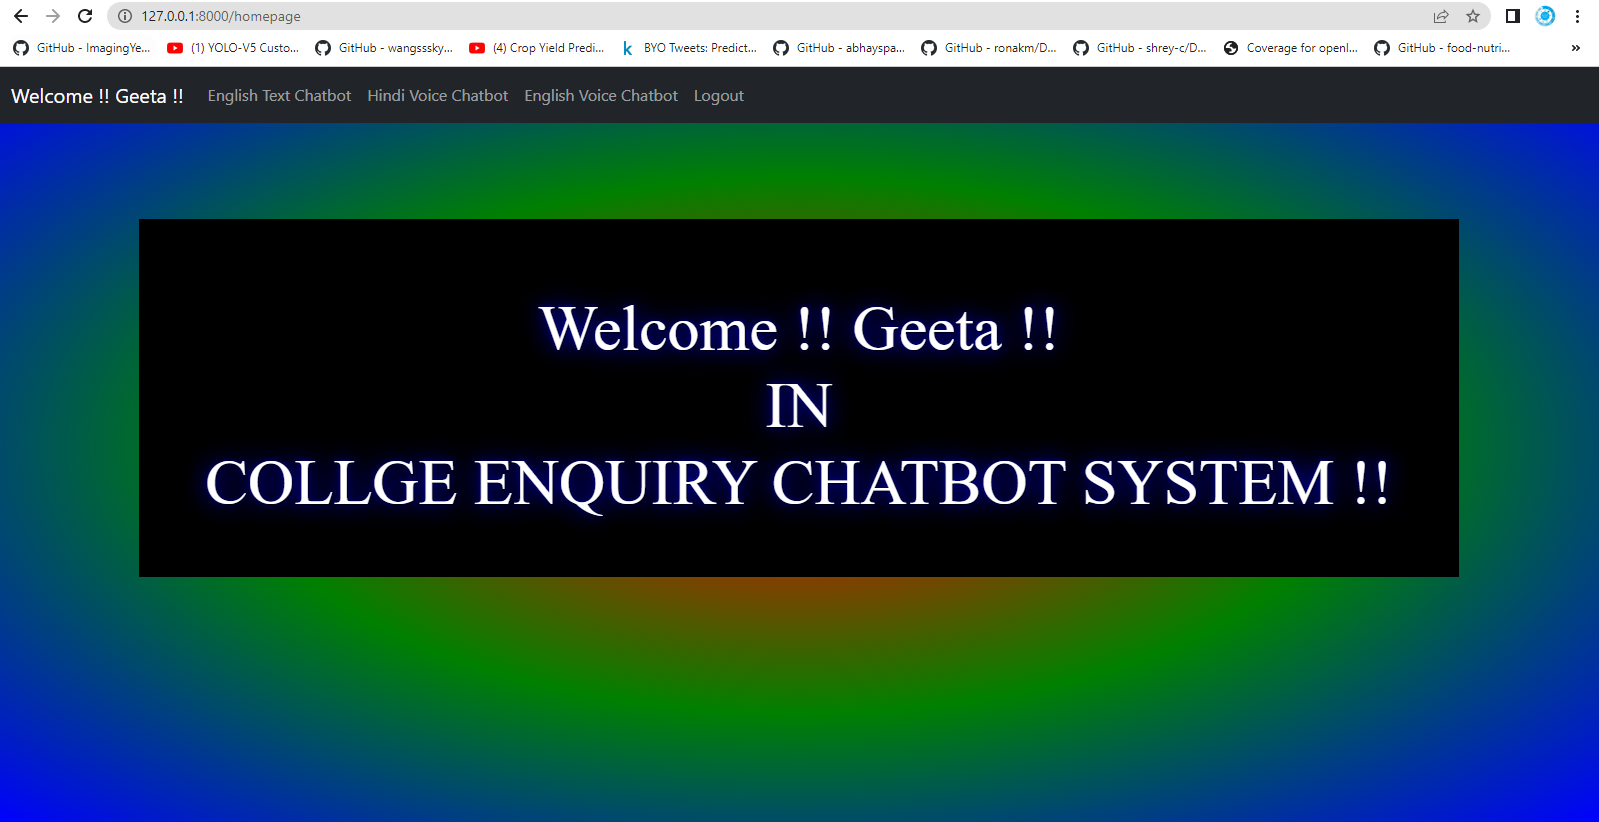 127.0.0.1:8000/homepage
GitHub - ImagingYe... (1) YOLO-V5 Custo... GitHub - wangsssky... (4) Crop Yield Predi... BYO Tweets: Predict... GitHub - abhayspa... GitHub - ronakm/D... GitHub - shrey-c/D... Coverage for openI... GitHub - food-nutri... »
Welcome !! Geeta !! English Text Chatbot Hindi Voice Chatbot English Voice Chatbot Logout
Welcome !! Geeta !!
IN
COLLGE ENQUIRY CHATBOT SYSTEM !!